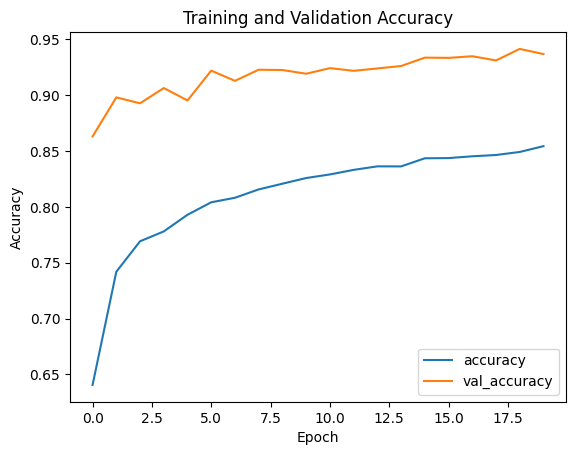 Training and Validation Accuracy
0.95
0.90
0.85
0.80
0.75
0.70
0.65
Accuracy
accuracy
val_accuracy
0.0 2.5 5.0 7.5 10.0 12.5 15.0 17.5
Epoch